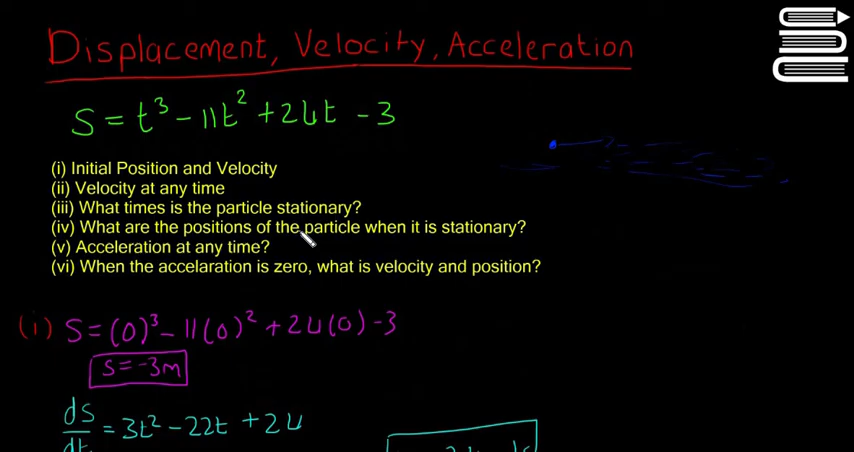 Displacement, Velocity, Acceleration
S = t³ - 11t² + 24t - 3
(i) Initial Position and Velocity
(ii) Velocity at any time
(iii) What times is the particle stationary?
(iv) What are the positions of the particle when it is stationary?
(v) Acceleration at any time?
(vi) When the accelaration is zero, what is velocity and position?
(i) S = (0)³ - 11(0)² + 24(0) - 3
S = -3m
ds/dt = 3t² - 22t + 24